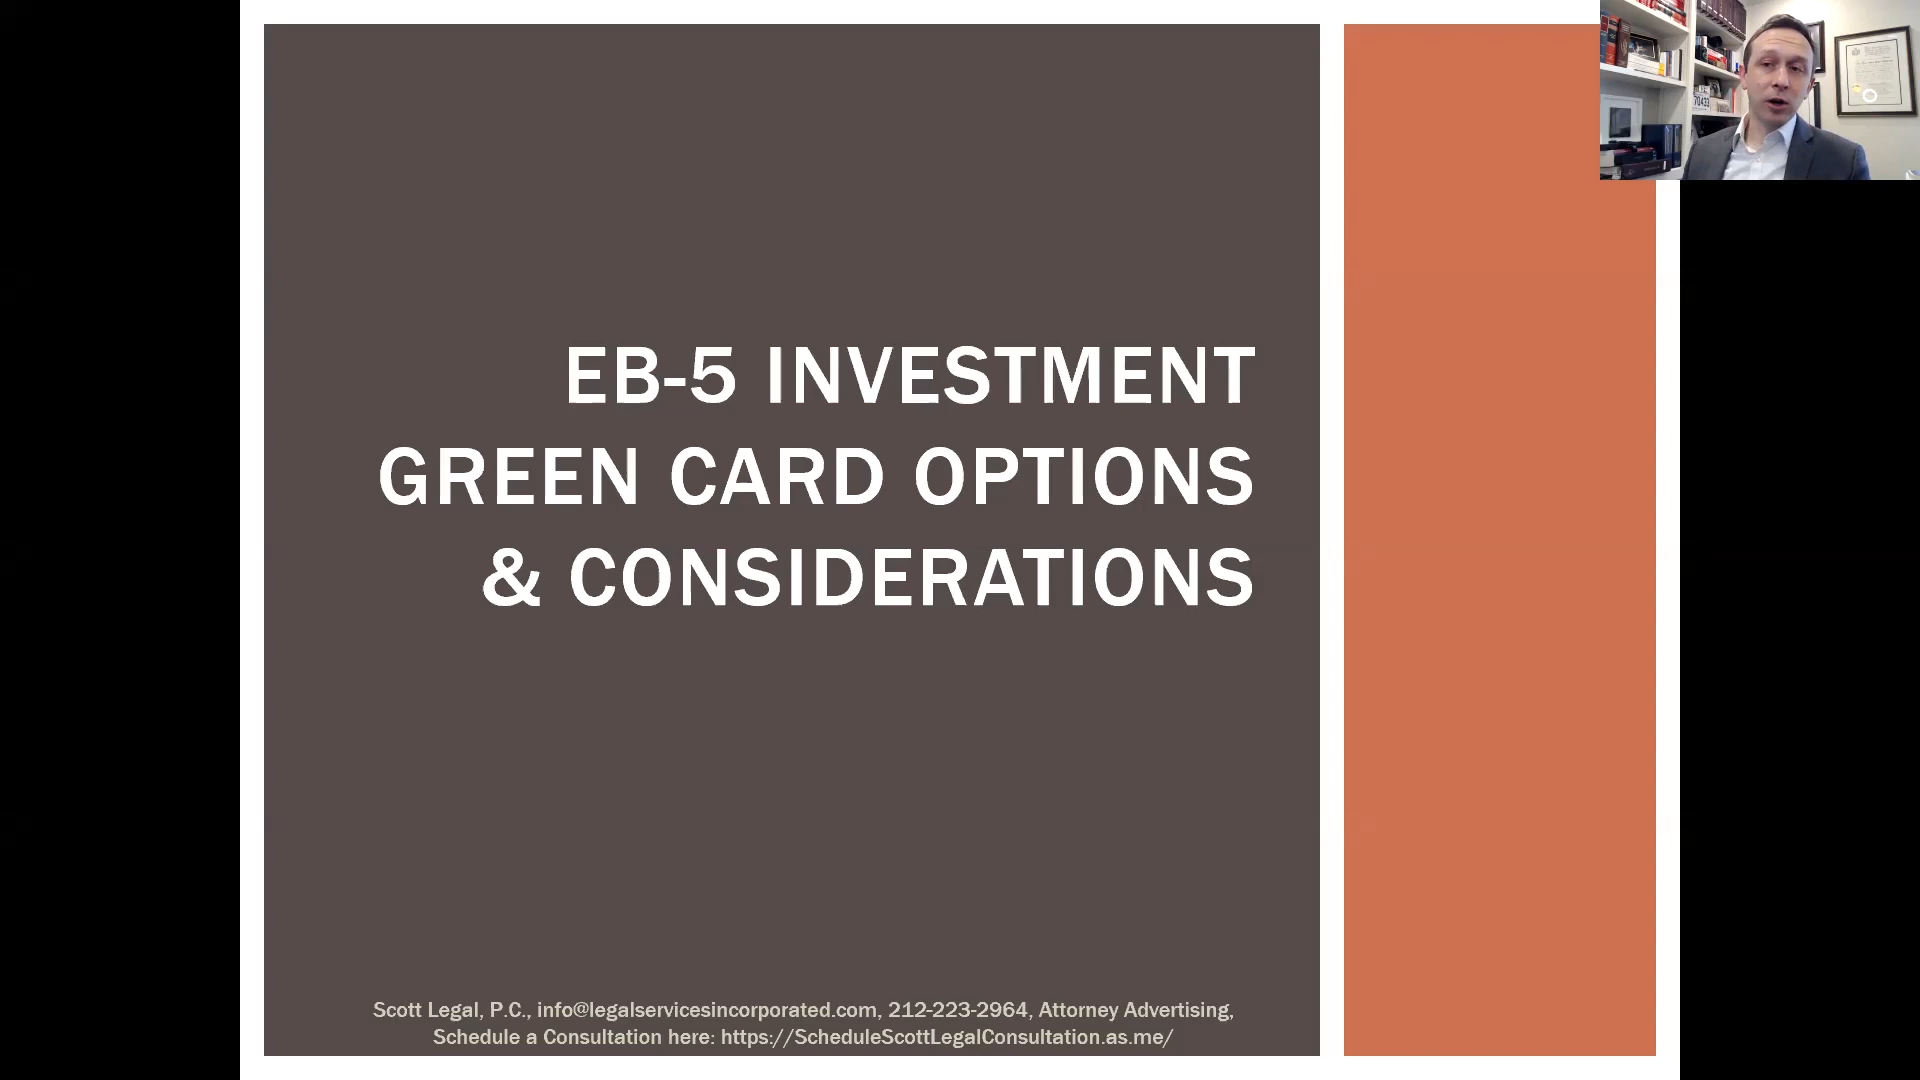 EB-5 INVESTMENT
GREEN CARD OPTIONS
& CONSIDERATIONS
Scott Legal, P.C., info@legalservicesincorporated.com, 212-223-2964, Attorney Advertising,
Schedule a Consultation here: https://ScheduleScottLegalConsultation.as.me/